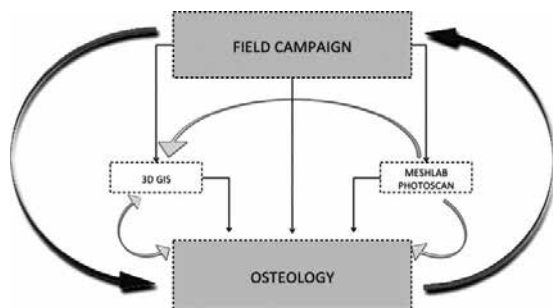 FIELD CAMPAIGN
3D GIS
MESHLAB
PHOTOSCAN
OSTEOLOGY